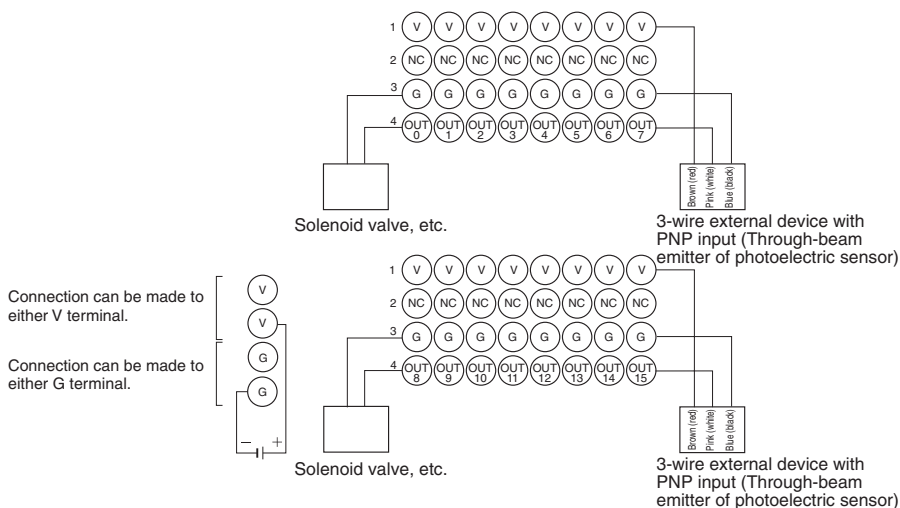 1 V V V V V V V V
2 NC NC NC NC NC NC NC NC
3 G G G G G G G G
4 OUT 0 OUT 1 OUT 2 OUT 3 OUT 4 OUT 5 OUT 6 OUT 7
Solenoid valve, etc.
Brown (red)
Pink (white)
Blue (black)
3-wire external device with
PNP input (Through-beam
emitter of photoelectric sensor)
Connection can be made to
either V terminal.
Connection can be made to
either G terminal.
V
V
G
G
− +
1 V V V V V V V V
2 NC NC NC NC NC NC NC NC
3 G G G G G G G G
4 OUT 8 OUT 9 OUT 10 OUT 11 OUT 12 OUT 13 OUT 14 OUT 15
Solenoid valve, etc.
Brown (red)
Pink (white)
Blue (black)
3-wire external device with
PNP input (Through-beam
emitter of photoelectric sensor)